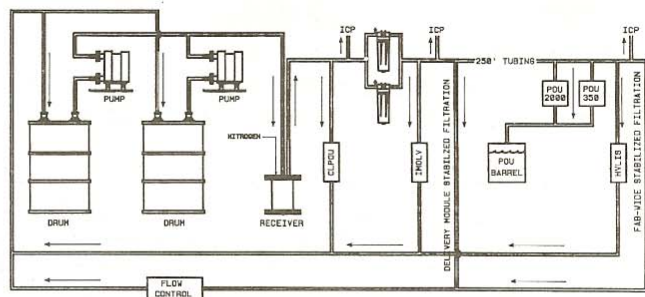 ICP
ICP
ICP
250' TUBING
PUMP
PUMP
POU
2000
POU
350
NITROGEN
CLPOU
IMOLV
HVLIS
POU
BARREL
DRUM
DRUM
RECEIVER
DELIVERY MODULE STABILIZED FILTRATION
FAB-WIDE STABILIZED FILTRATION
FLOW
CONTROL